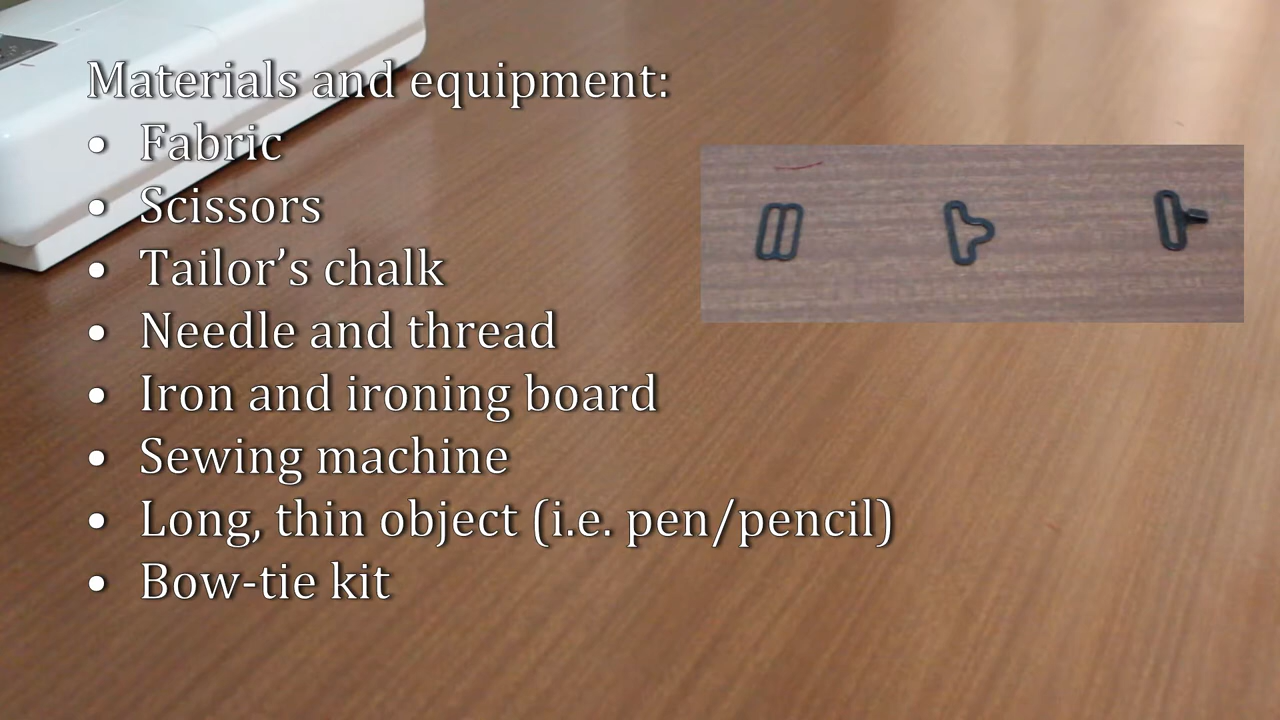 Materials and equipment:
• Fabric
• Scissors
• Tailor’s chalk
• Needle and thread
• Iron and ironing board
• Sewing machine
• Long, thin object (i.e. pen/pencil)
• Bow-tie kit